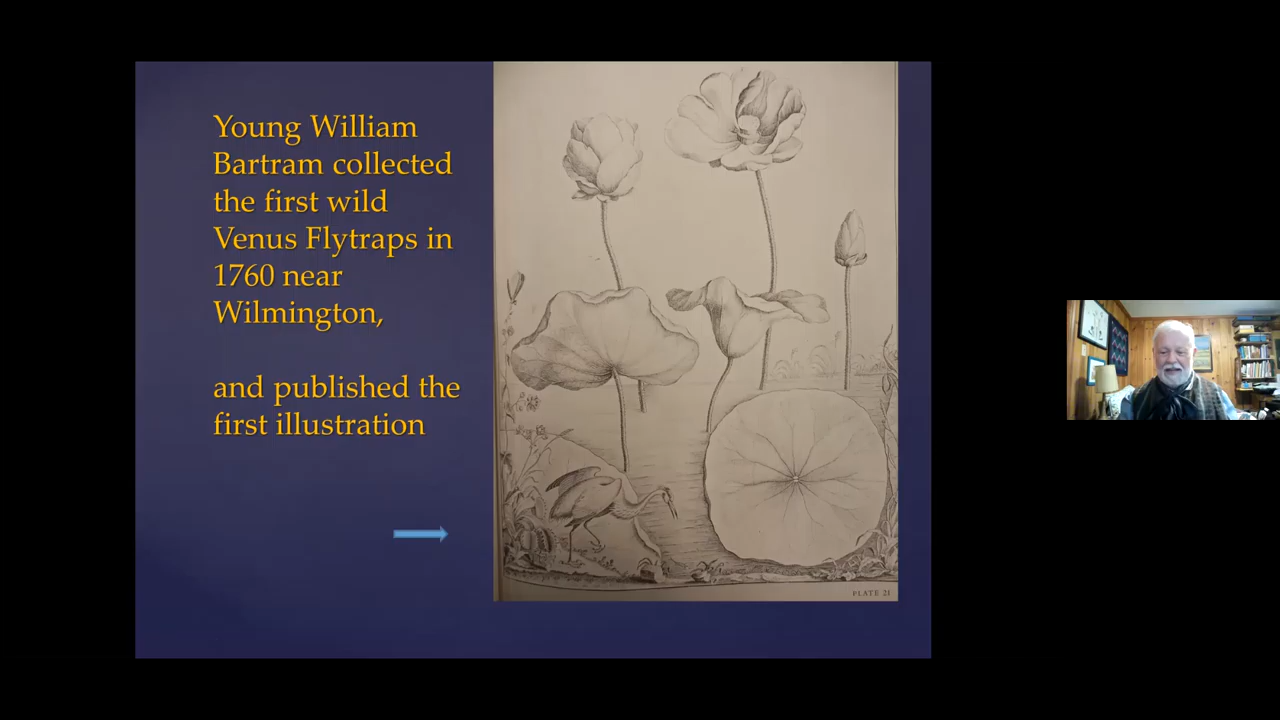 Young William
Bartram collected
the first wild
Venus Flytraps in
1760 near
Wilmington,
and published the
first illustration
PLATE 21